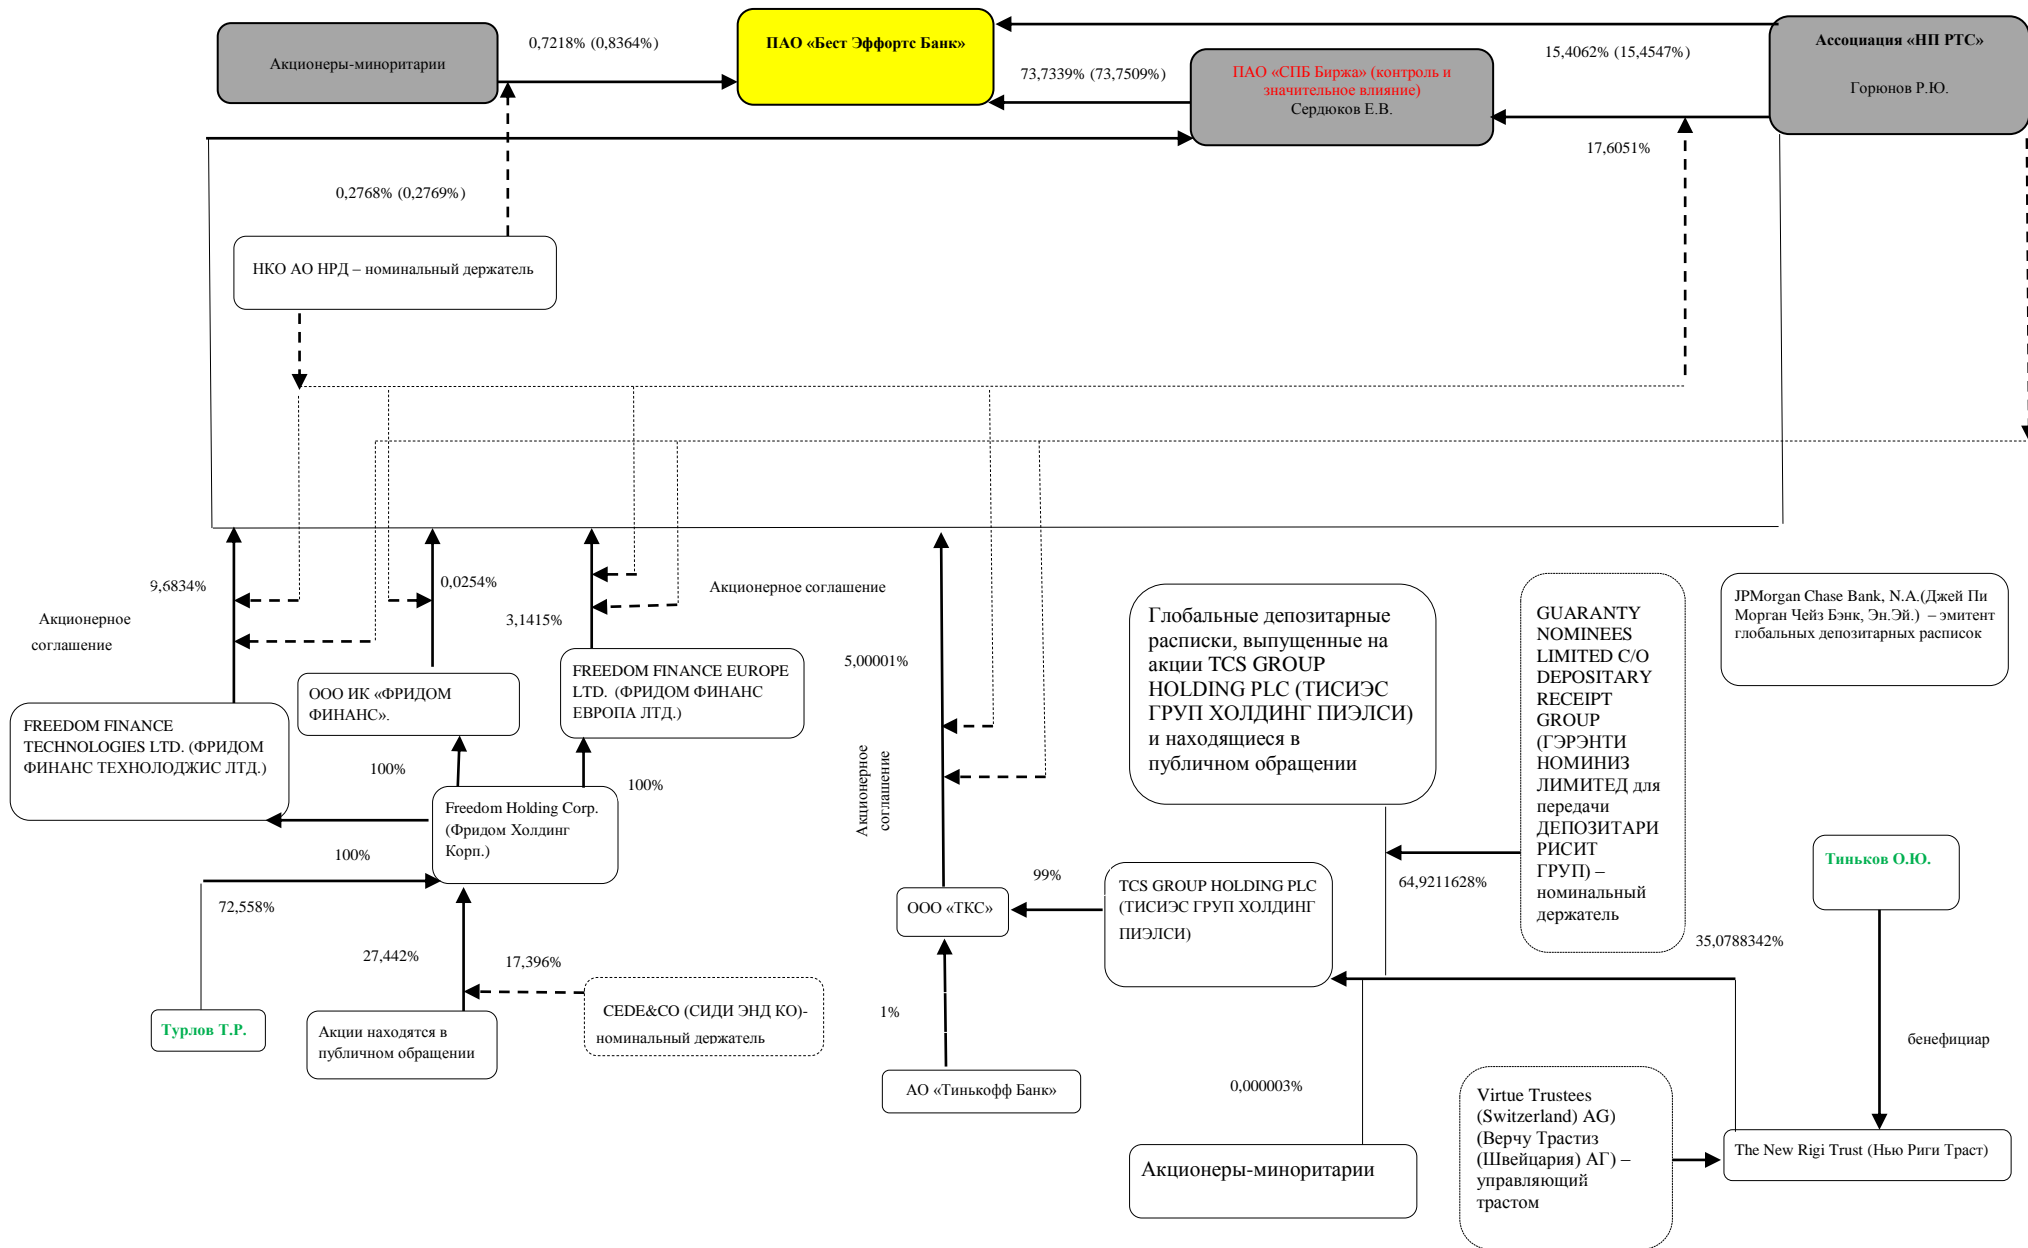 Акционеры-миноритарии
0,7218% (0,8364%)
ПАО «Бест Эффортс Банк»
73,7339% (73,7509%)
ПАО «СПБ Биржа» (контроль и
значительное влияние)
Сердюков Е.В.
15,4062% (15,4547%)
Ассоциация «НП РТС»
Горюнов Р.Ю.
17,6051%
0,2768% (0,2769%)
НКО АО НРД – номинальный держатель
9,6834%
Акционерное
соглашение
0,0254%
3,1415%
Акционерное соглашение
5,00001%
Акционерное
соглашение
FREEDOM FINANCE
TECHNOLOGIES LTD. (ФРИДОМ
ФИНАНС ТЕХНОЛОДЖИС ЛТД.)
ООО ИК «ФРИДОМ
ФИНАНС».
FREEDOM FINANCE EUROPE
LTD.  (ФРИДОМ ФИНАНС
ЕВРОПА ЛТД.)
Глобальные депозитарные
расписки, выпущенные на
акции TCS GROUP
HOLDING PLC (ТИСИЭС
ГРУП ХОЛДИНГ ПИЭЛСИ)
и находящиеся в
публичном обращении
GUARANTY
NOMINEES
LIMITED C/O
DEPOSITARY
RECEIPT
GROUP
(ГЭРЭНТИ
НОМИНИЗ
ЛИМИТЕД для
передачи
ДЕПОЗИТАРИ
РИСИТ
ГРУП) –
номинальный
держатель
JPMorgan Chase Bank, N.A.(Джей Пи
Морган Чейз Бэнк, Эн.Эй.)  – эмитент
глобальных депозитарных расписок
100%
100%
Freedom Holding Corp.
(Фридом Холдинг
Корп.)
100%
72,558%
27,442%
17,396%
Турлов Т.Р.
Акции находятся в
публичном обращении
CEDE&CO (СИДИ ЭНД КО)-
номинальный держатель
ООО «ТКС»
99%
TCS GROUP HOLDING PLC
(ТИСИЭС ГРУП ХОЛДИНГ
ПИЭЛСИ)
64,9211628%
Тиньков О.Ю.
35,0788342%
1%
АО «Тинькофф Банк»
0,000003%
Акционеры-миноритарии
Virtue Trustees
(Switzerland) AG)
(Верчу Трастиз
(Швейцария) АГ) –
управляющий
трастом
бенефициар
The New Rigi Trust (Нью Риги Траст)